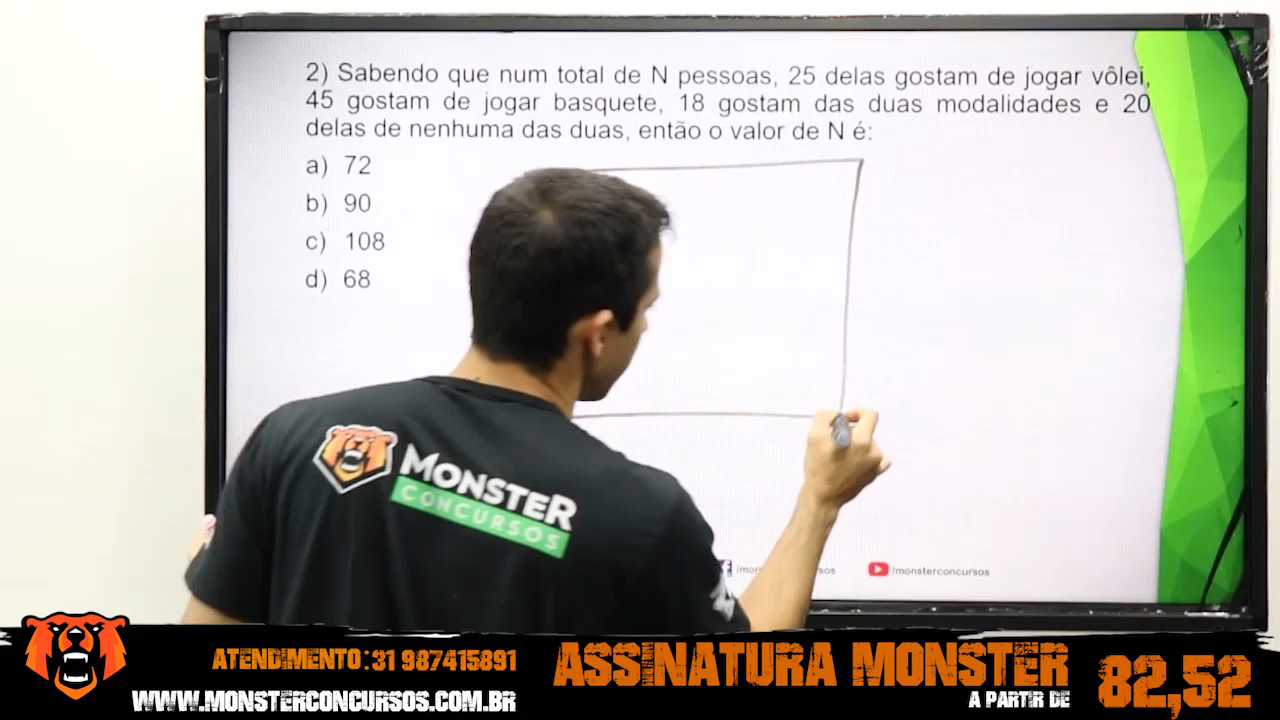 2) Sabendo que num total de N pessoas, 25 delas gostam de jogar vôlei,
45 gostam de jogar basquete, 18 gostam das duas modalidades e 20
delas de nenhuma das duas, então o valor de N é:
a) 72
b) 90
c) 108
d) 68
MONSTER
CONCURSOS
/monsterconcursos
ATENDIMENTO: 31 987415891
WWW.MONSTERCONCURSOS.COM.BR
ASSINATURA MONSTER
A PARTIR DE
82,52